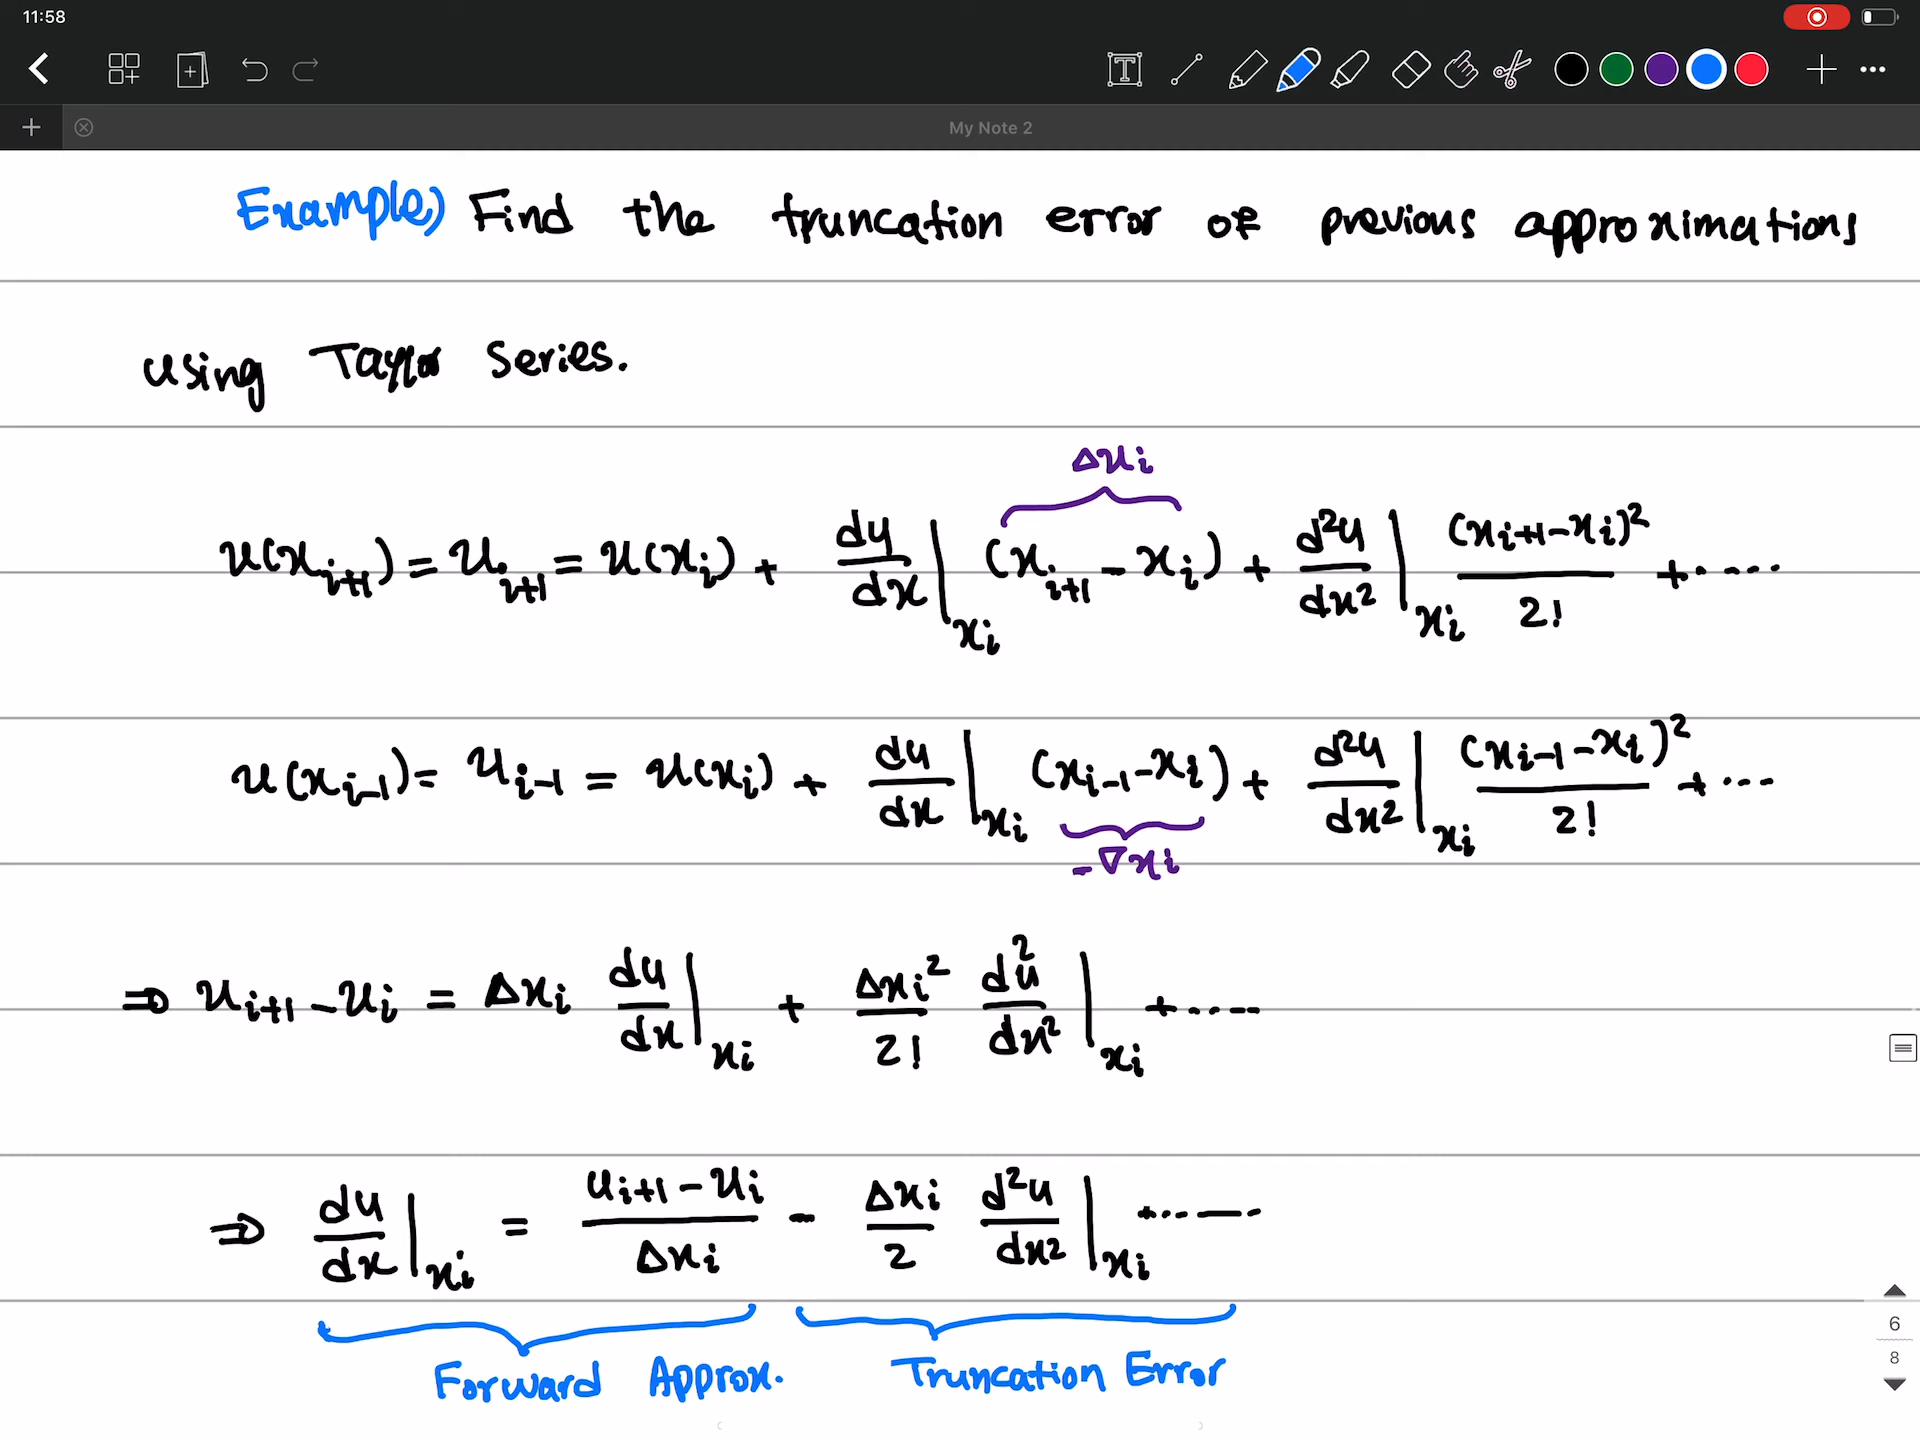 11:58
My Note 2
Example) Find the truncation error of previous approximations
using Taylor Series.
Δxi
u(xi+1) = ui+1 = u(xi) + du/dx|xi (xi+1 - xi) + d²u/dx²|xi (xi+1-xi)²/2! + ....
u(xi-1) = ui-1 = u(xi) + du/dx|xi (xi-1-xi) + d²u/dx²|xi (xi-1-xi)²/2! + ...
-∇xi
⇒ ui+1 - ui = Δxi du/dx|xi + Δxi²/2! d²u/dx²|xi + .....
⇒ du/dx|xi = ui+1 - ui/Δxi - Δxi/2 d²u/dx²|xi + .....
6
Forward Approx. Truncation Error
8